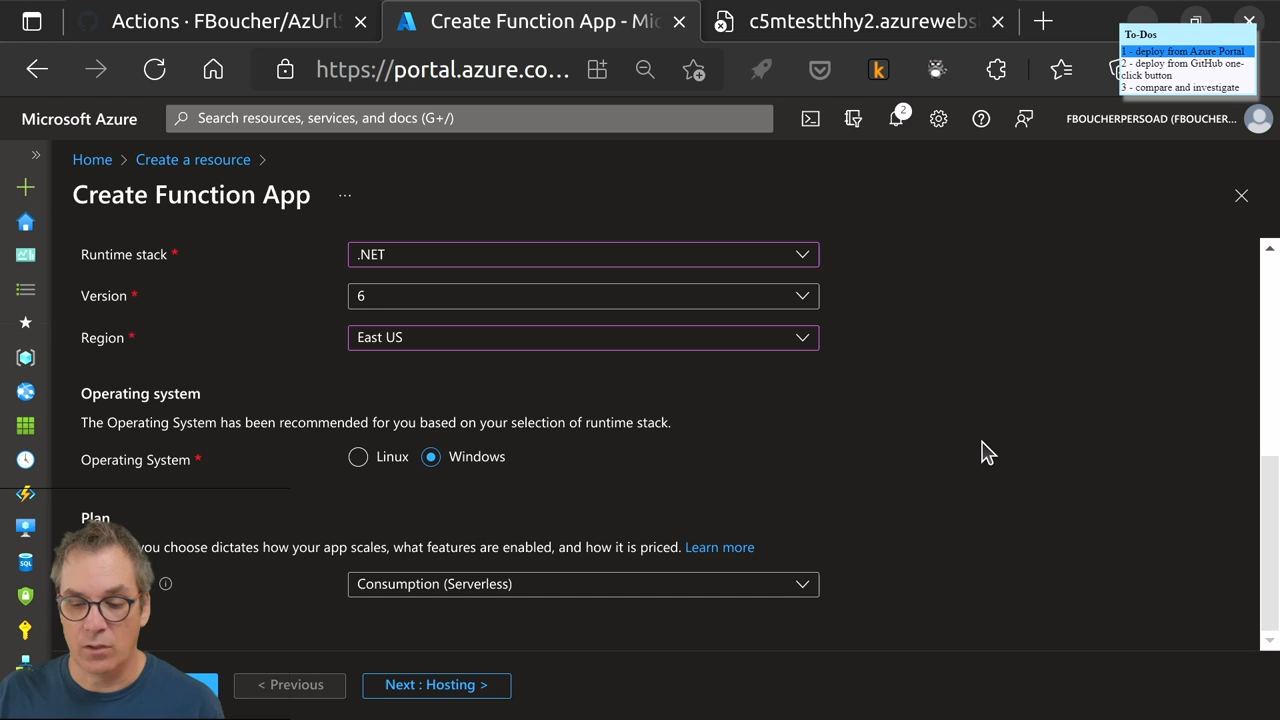 Actions · FBoucher/AzUrlS
Create Function App - Mic
c5mtestthhy2.azurewebs
To-Dos
1 - deploy from Azure Portal
2 - deploy from GitHub one-
click button
3 - compare and investigate
https://portal.azure.co...
Microsoft Azure
Search resources, services, and docs (G+/)
2
FBOUCHERPERSOAD (FBOUCHER...
Home > Create a resource >
Create Function App ...
Runtime stack *
.NET
Version *
6
Region *
East US
Operating system
The Operating System has been recommended for you based on your selection of runtime stack.
Operating System *
Linux
Windows
Plan
you choose dictates how your app scales, what features are enabled, and how it is priced. Learn more
Consumption (Serverless)
< Previous
Next : Hosting >